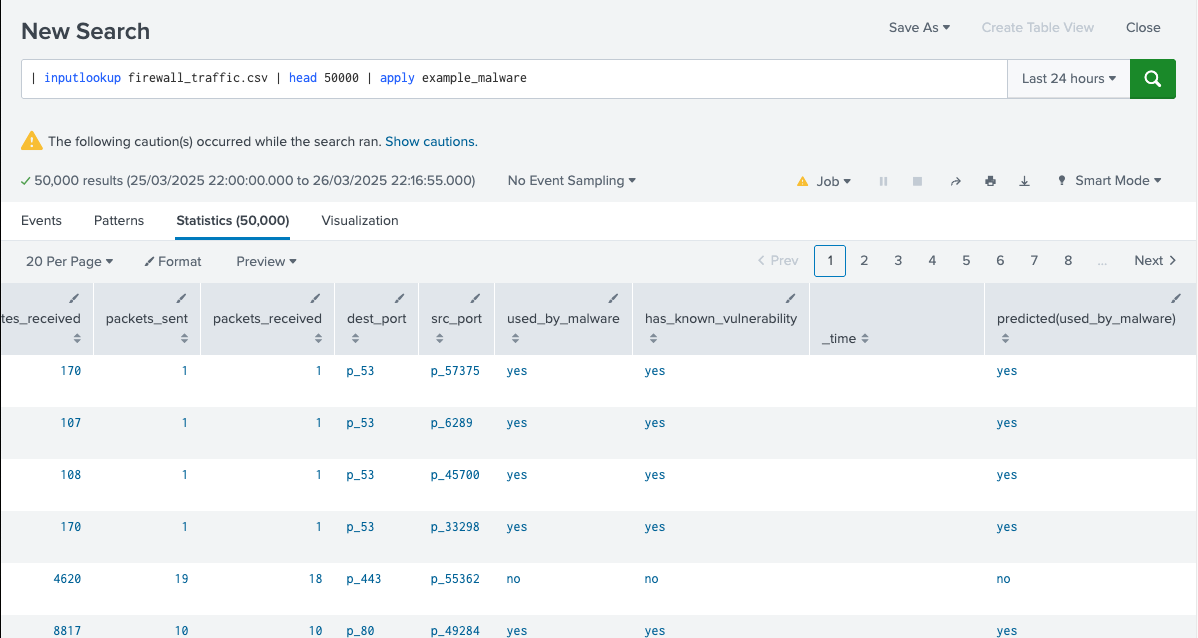 New Search
Save As
Create Table View
Close
| inputlookup firewall_traffic.csv | head 50000 | apply example_malware
Last 24 hours
The following caution(s) occurred while the search ran. Show cautions.
50,000 results (25/03/2025 22:00:00.000 to 26/03/2025 22:16:55.000)
No Event Sampling
Job
Smart Mode
Events
Patterns
Statistics (50,000)
Visualization
20 Per Page
Format
Preview
Prev 1 2 3 4 5 6 7 8 ... Next
tes_received packets_sent packets_received dest_port src_port used_by_malware has_known_vulnerability _time predicted(used_by_malware)
170 1 1 p_53 p_57375 yes yes yes
107 1 1 p_53 p_6289 yes yes yes
108 1 1 p_53 p_45700 yes yes yes
170 1 1 p_53 p_33298 yes yes yes
4620 19 18 p_443 p_55362 no no no
8817 10 10 p_80 p_49284 yes yes yes